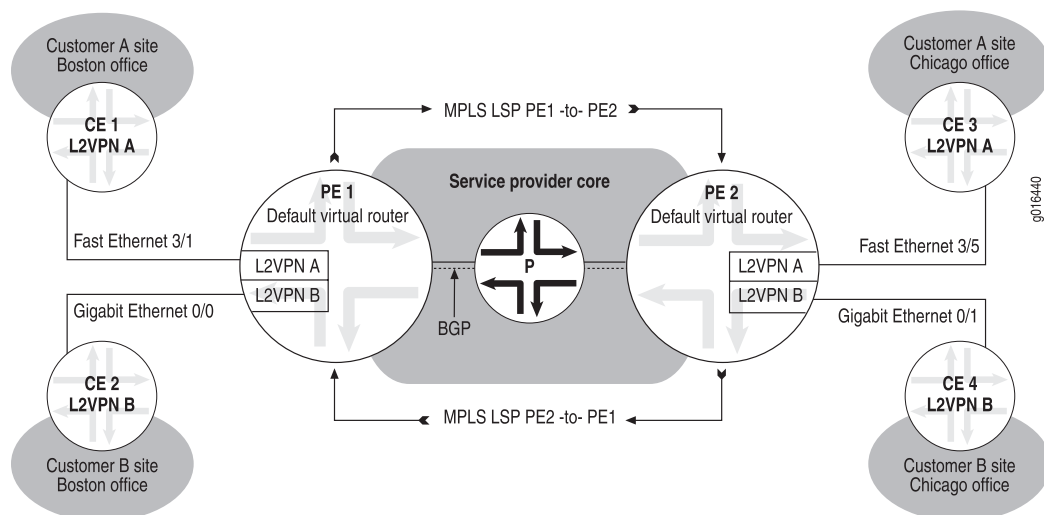 Customer A site
Boston office
CE 1
L2VPN A
Customer A site
Chicago office
CE 3
L2VPN A
g016440
MPLS LSP PE1 -to- PE2
Service provider core
PE 1
Default virtual router
L2VPN A
L2VPN B
P
BGP
PE 2
Default virtual router
L2VPN A
L2VPN B
Fast Ethernet 3/1
Fast Ethernet 3/5
Gigabit Ethernet 0/0
Gigabit Ethernet 0/1
MPLS LSP PE2 -to- PE1
CE 2
L2VPN B
Customer B site
Boston office
CE 4
L2VPN B
Customer B site
Chicago office